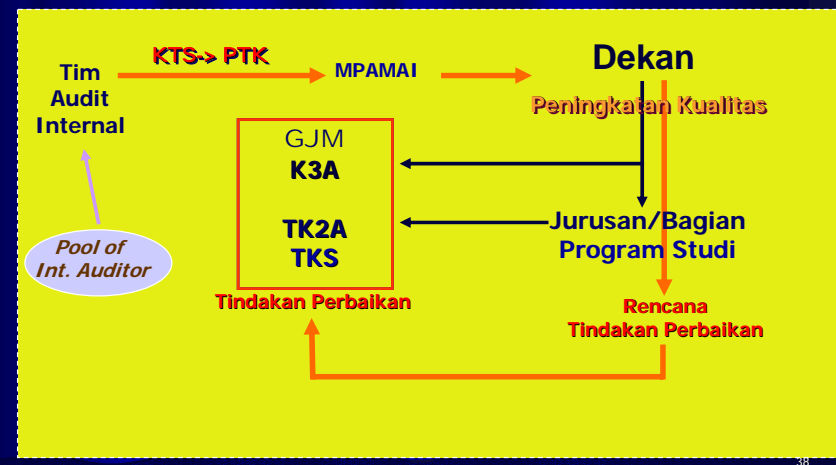 KTS-> PTK
Tim
Audit
Internal
MPAMAI
Dekan
Peningkatan Kualitas
GJM
K3A
TK2A
TKS
Jurusan/Bagian
Program Studi
Pool of
Int. Auditor
Tindakan Perbaikan
Rencana
Tindakan Perbaikan
38